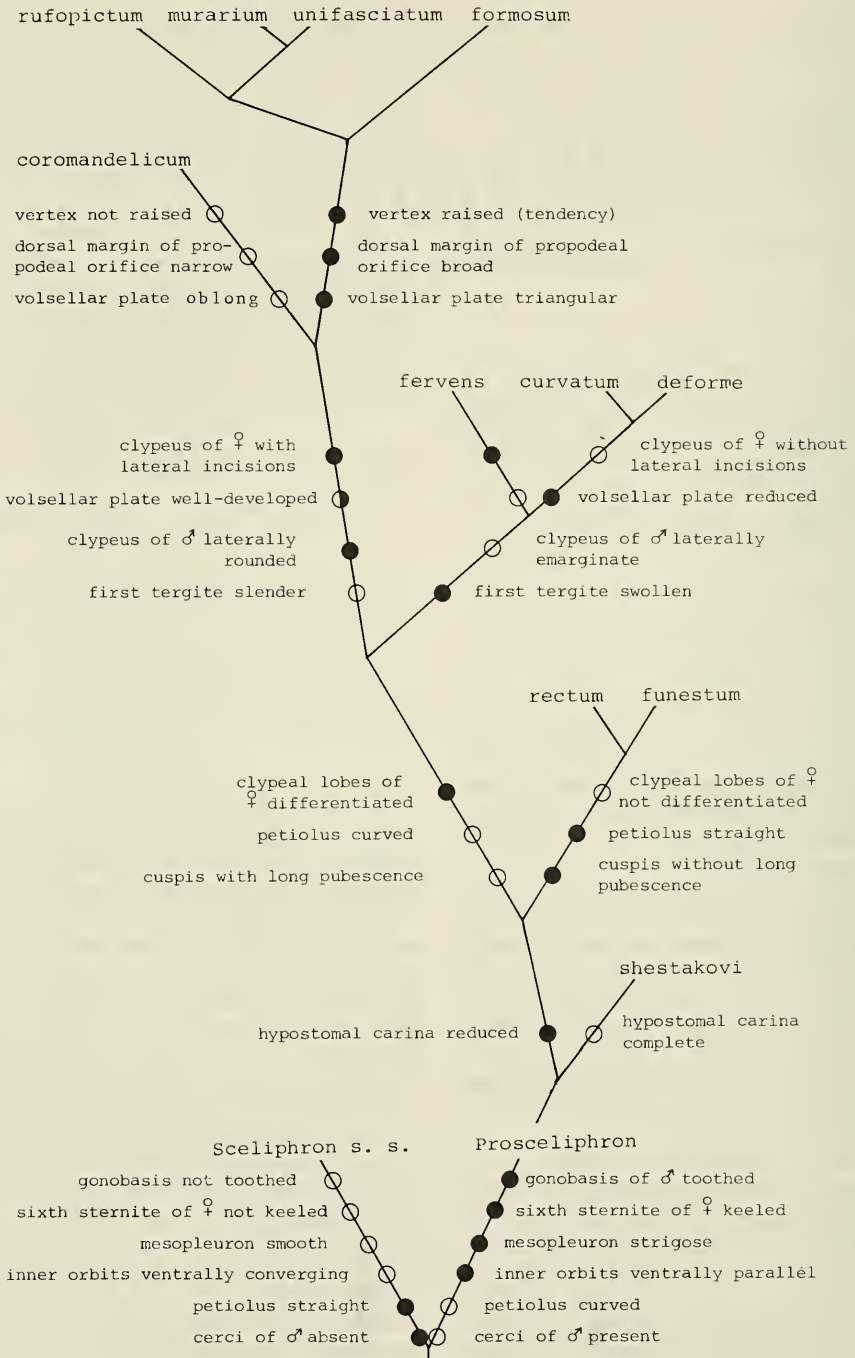 rufopictum murarium unifasciatum formosum
coromandelicum
vertex not raised
vertex raised (tendency)
dorsal margin of pro-
podeal orifice narrow
dorsal margin of propodeal
orifice broad
volsellar plate oblong
volsellar plate triangular
fervens curvatum deforme
clypeus of ♀ with
lateral incisions
clypeus of ♀ without
lateral incisions
volsellar plate well-developed
volsellar plate reduced
clypeus of ♂ laterally
rounded
clypeus of ♂ laterally
emarginate
first tergite slender
first tergite swollen
rectum funestum
clypeal lobes of
♀ differentiated
clypeal lobes of ♀
not differentiated
petiolus curved
petiolus straight
cuspis with long pubescence
cuspis without long
pubescence
shestakovi
hypostomal carina reduced
hypostomal carina
complete
Sceliphron s. s. Prosceliphron
gonobasis not toothed
gonobasis of ♂ toothed
sixth sternite of ♀ not keeled
sixth sternite of ♀ keeled
mesopleuron smooth
mesopleuron strigose
inner orbits ventrally converging
inner orbits ventrally parallel
petiolus straight
petiolus curved
cerci of ♂ absent
cerci of ♂ present